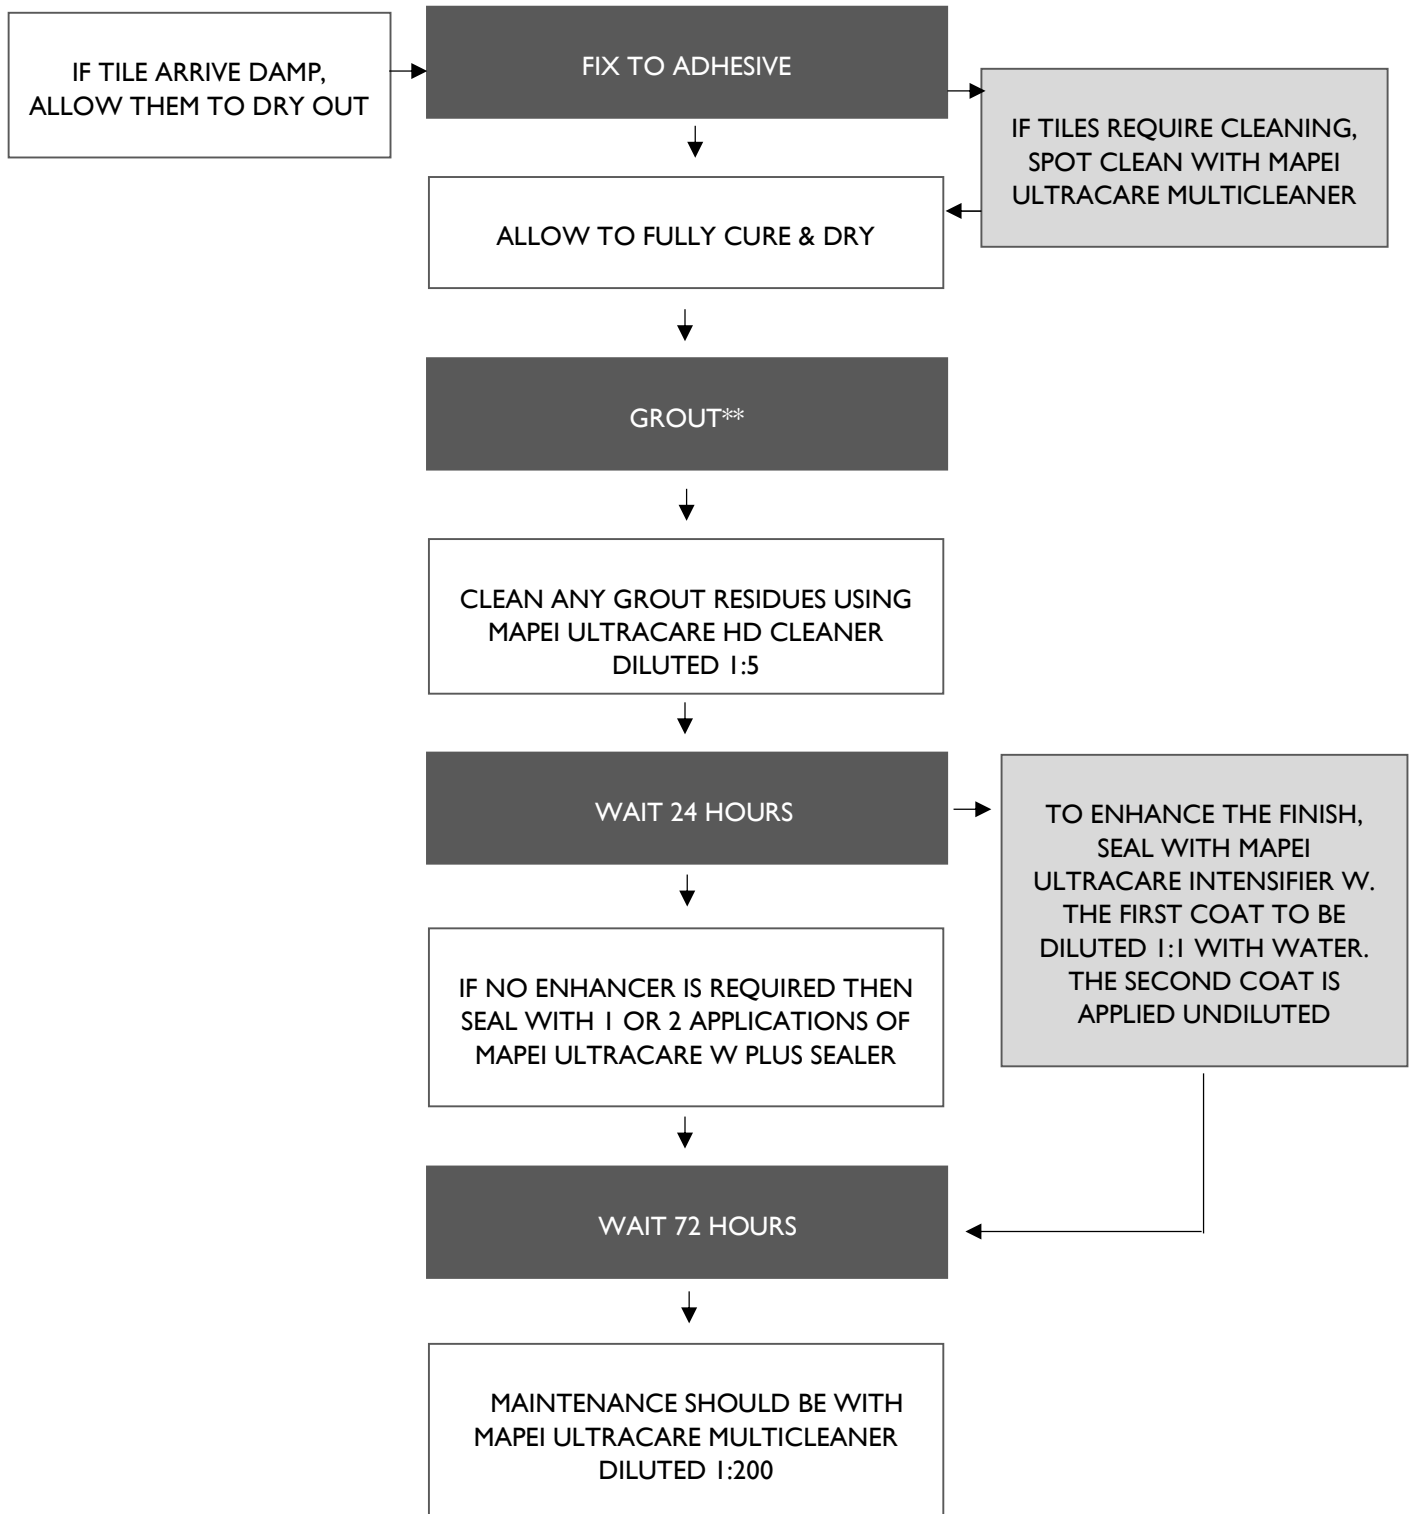 IF TILE ARRIVE DAMP,
ALLOW THEM TO DRY OUT
FIX TO ADHESIVE
IF TILES REQUIRE CLEANING,
SPOT CLEAN WITH MAPEI
ULTRACARE MULTICLEANER
ALLOW TO FULLY CURE & DRY
GROUT**
CLEAN ANY GROUT RESIDUES USING
MAPEI ULTRACARE HD CLEANER
DILUTED 1:5
WAIT 24 HOURS
TO ENHANCE THE FINISH,
SEAL WITH MAPEI
ULTRACARE INTENSIFIER W.
THE FIRST COAT TO BE
DILUTED 1:1 WITH WATER.
THE SECOND COAT IS
APPLIED UNDILUTED
IF NO ENHANCER IS REQUIRED THEN
SEAL WITH 1 OR 2 APPLICATIONS OF
MAPEI ULTRACARE W PLUS SEALER
WAIT 72 HOURS
MAINTENANCE SHOULD BE WITH
MAPEI ULTRACARE MULTICLEANER
DILUTED 1:200